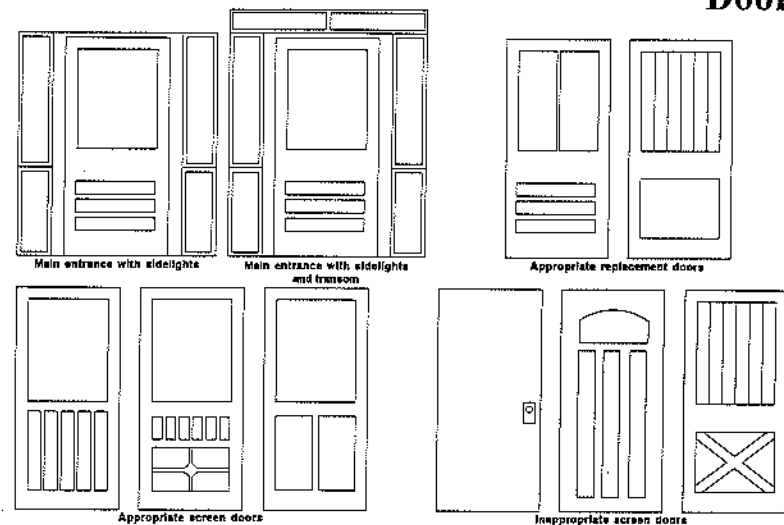 Main entrance with sidelights
Main entrance with sidelights
and transom
Appropriate replacement doors
Appropriate screen doors
Inappropriate screen doors